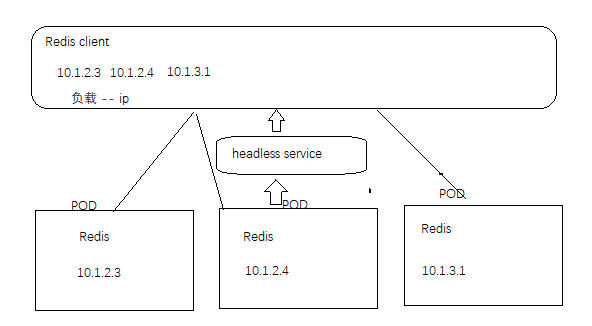 Redis client
10.1.2.3 10.1.2.4 10.1.3.1
负载 -- ip
headless service
POD POD POD
Redis Redis Redis
10.1.2.3 10.1.2.4 10.1.3.1